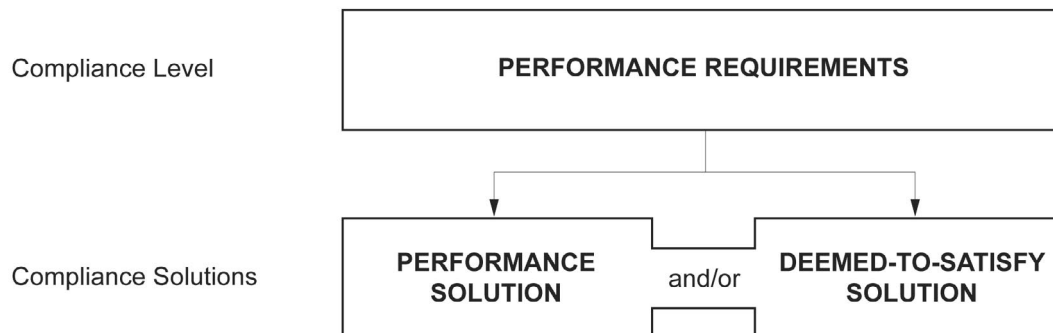 Compliance Level
PERFORMANCE REQUIREMENTS
Compliance Solutions
PERFORMANCE
SOLUTION
and/or
DEEMED-TO-SATISFY
SOLUTION